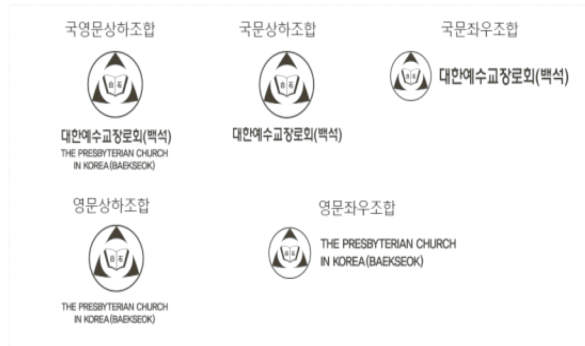 국영문상하조합
대한예수교장로회(백석)
THE PRESBYTERIAN CHURCH
IN KOREA(BAEKSEOK)
국문상하조합
대한예수교장로회(백석)
국문좌우조합
대한예수교장로회(백석)
영문상하조합
THE PRESBYTERIAN CHURCH
IN KOREA(BAEKSEOK)
영문좌우조합
THE PRESBYTERIAN CHURCH
IN KOREA(BAEKSEOK)